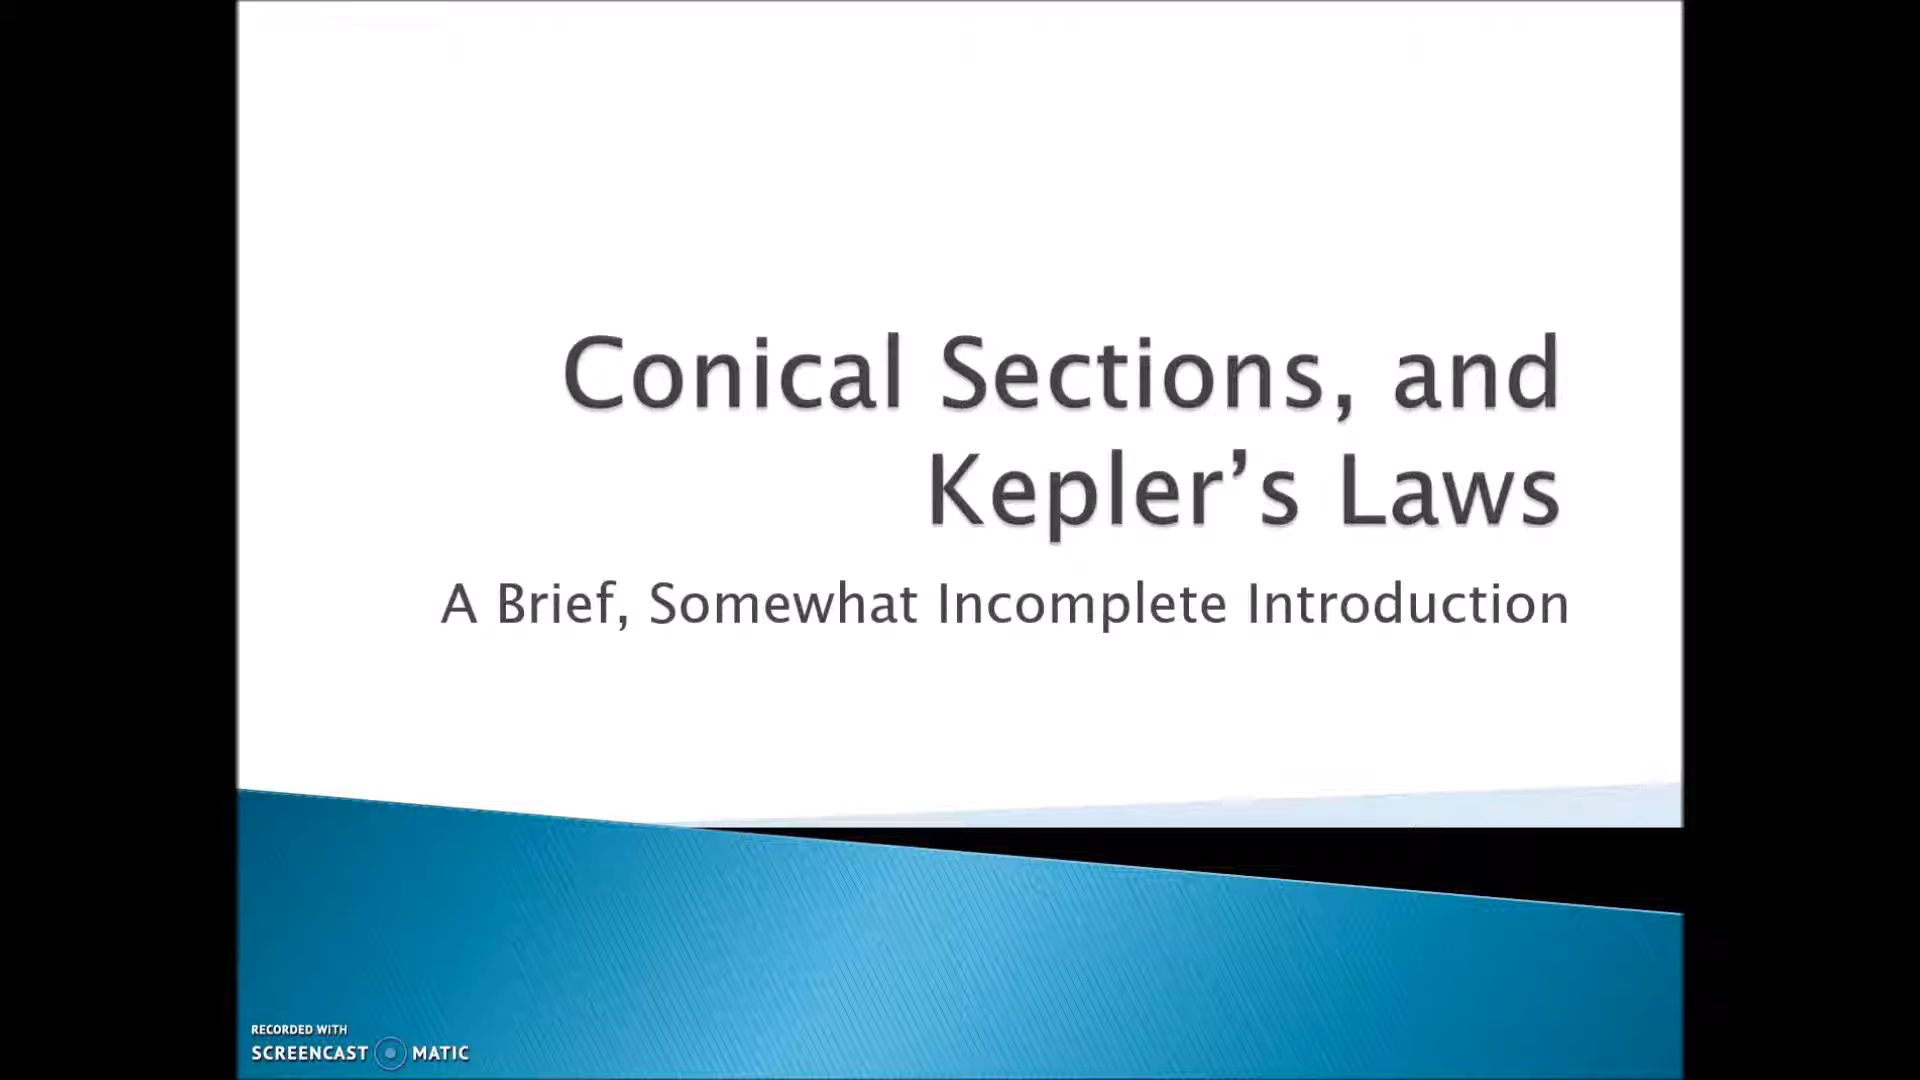 Conical Sections, and
Kepler’s Laws
A Brief, Somewhat Incomplete Introduction
RECORDED WITH
SCREENCAST MATIC